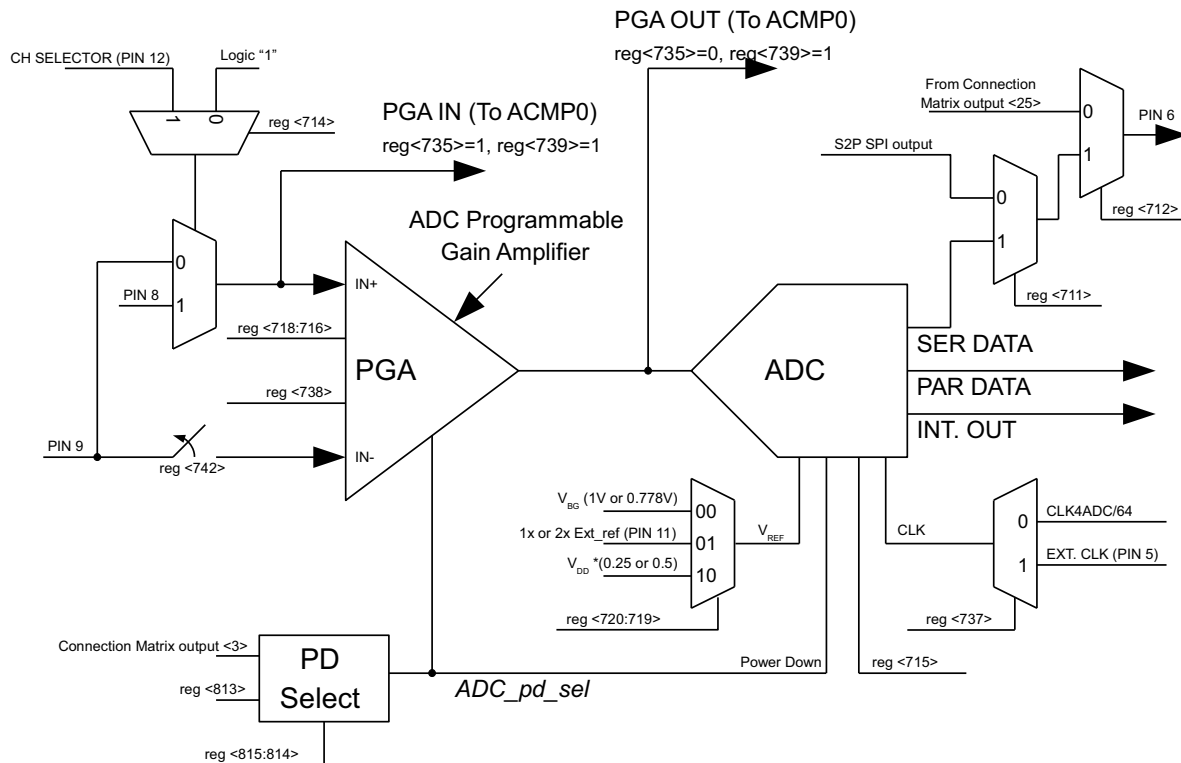 PGA OUT (To ACMP0)
reg<735>=0, reg<739>=1
CH SELECTOR (PIN 12)
Logic “1”
1
0
reg <714>
PGA IN (To ACMP0)
reg<735>=1, reg<739>=1
From Connection
Matrix output <25>
0
1
PIN 6
reg <712>
S2P SPI output
0
1
reg <711>
ADC Programmable
Gain Amplifier
0
PIN 8
1
IN+
reg <718:716>
PGA
reg <738>
PIN 9
reg <742>
IN-
ADC
SER DATA
PAR DATA
INT. OUT
VBG (1V or 0.778V)
00
1x or 2x Ext_ref (PIN 11)
01
VREF
VDD *(0.25 or 0.5)
10
reg <720:719>
CLK
0
CLK4ADC/64
1
EXT. CLK (PIN 5)
reg <737>
Connection Matrix output <3>
PD
Select
reg <813>
reg <815:814>
ADC_pd_sel
Power Down
reg <715>